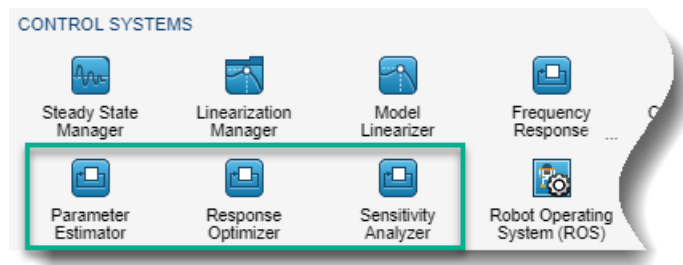 CONTROL SYSTEMS
Steady State
Manager
Linearization
Manager
Model
Linearizer
Frequency
Response ...
Parameter
Estimator
Response
Optimizer
Sensitivity
Analyzer
Robot Operating
System (ROS)